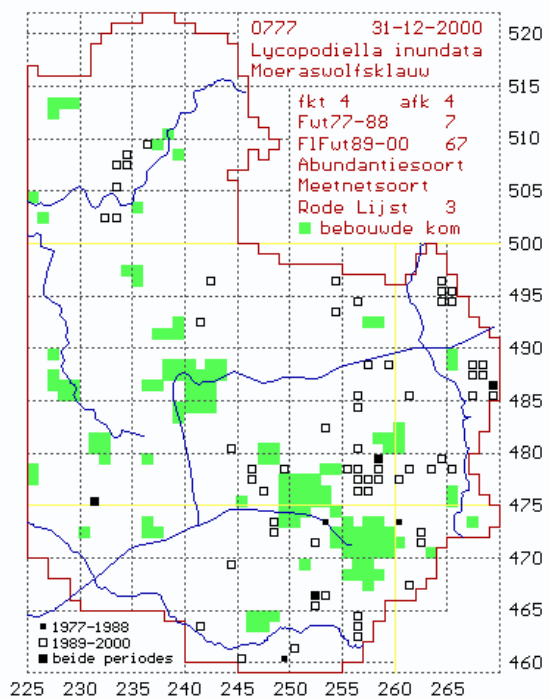 0777 31-12-2000
Lycopodiella inundata
Moeraswolfsklauw
fkt 4 afk 4
Fwt77-88 7
FlFwt89-00 67
Abundantiesoort
Meetnetsoort
Rode Lijst 3
bebouwde kom
520
515
510
505
500
495
490
485
480
475
470
465
460
1977-1988
1989-2000
beide periodes
225 230 235 240 245 250 255 260 265